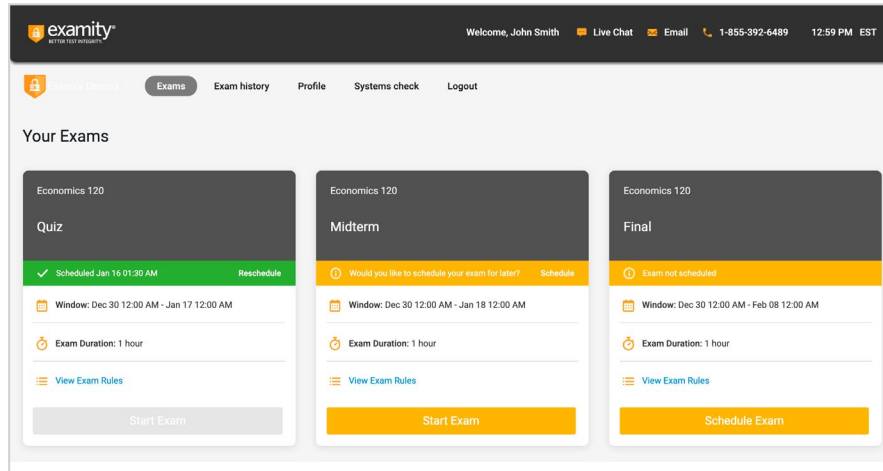 examity
BETTER TEST INTEGRITY.
Welcome, John Smith Live Chat Email 1-855-392-6489 12:59 PM EST
Exams Exam history Profile Systems check Logout
Your Exams
Economics 120
Quiz
Scheduled Jan 16 01:30 AM Reschedule
Window: Dec 30 12:00 AM - Jan 17 12:00 AM
Exam Duration: 1 hour
View Exam Rules
Start Exam
Economics 120
Midterm
Would you like to schedule your exam for later? Schedule
Window: Dec 30 12:00 AM - Jan 18 12:00 AM
Exam Duration: 1 hour
View Exam Rules
Start Exam
Economics 120
Final
Exam not scheduled
Window: Dec 30 12:00 AM - Feb 08 12:00 AM
Exam Duration: 1 hour
View Exam Rules
Schedule Exam